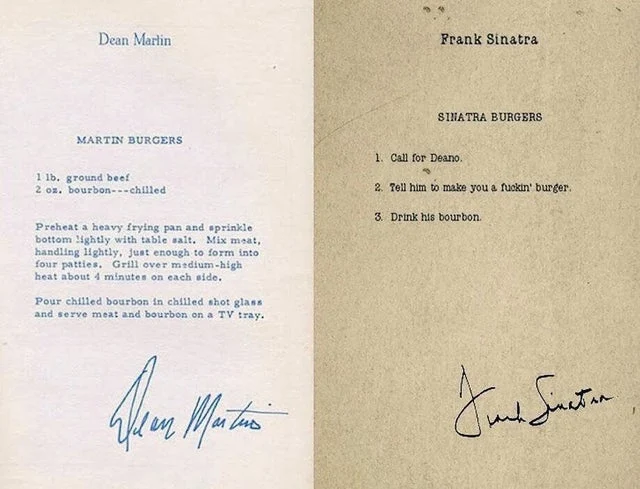 Dean Martin
MARTIN BURGERS
1 lb. ground beef
2 oz. bourbon---chilled
Preheat a heavy frying pan and sprinkle
bottom lightly with table salt. Mix meat,
handling lightly, just enough to form into
four patties. Grill over medium-high
heat about 4 minutes on each side.
Pour chilled bourbon in chilled shot glass
and serve meat and bourbon on a TV tray.
Dean Martin
Frank Sinatra
SINATRA BURGERS
1. Call for Deano.
2. Tell him to make you a fuckin' burger.
3. Drink his bourbon.
Frank Sinatra